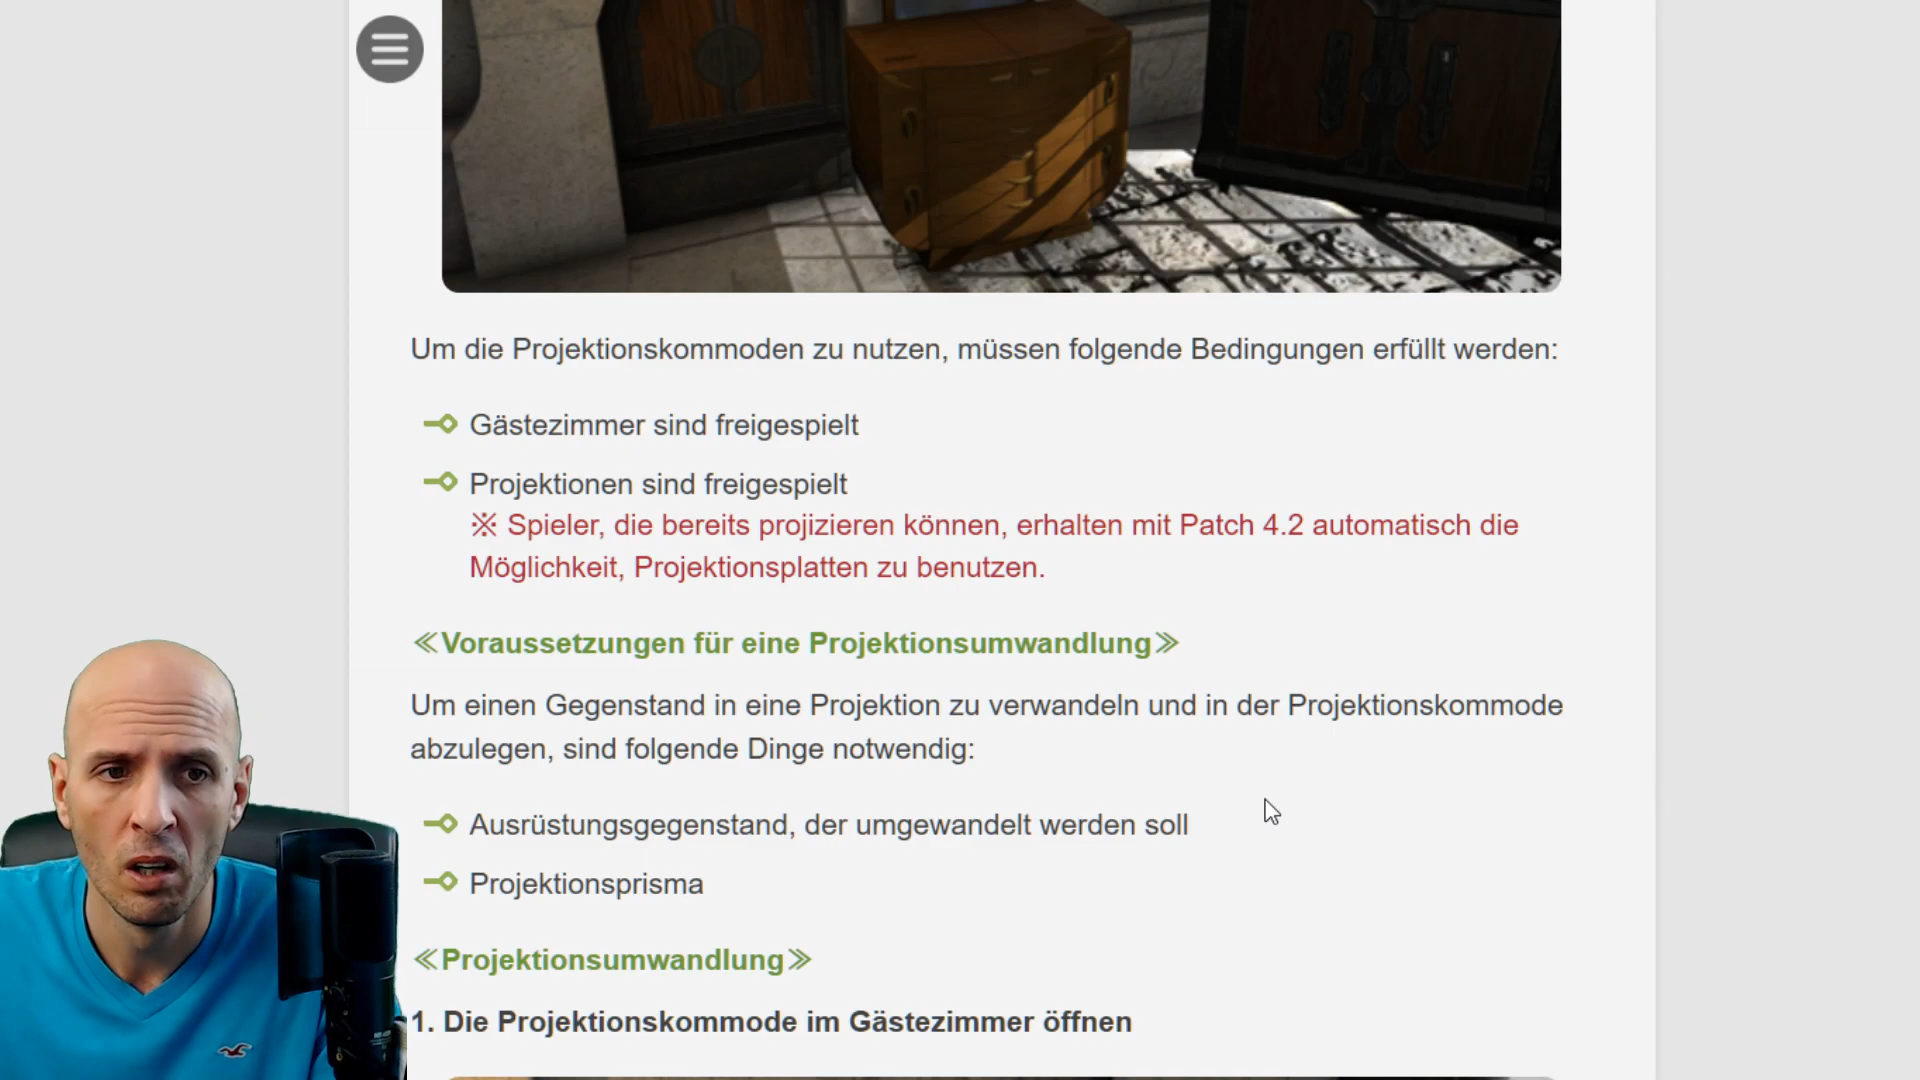 Um die Projektionskommoden zu nutzen, müssen folgende Bedingungen erfüllt werden:
Gästezimmer sind freigespielt
Projektionen sind freigespielt
※ Spieler, die bereits projizieren können, erhalten mit Patch 4.2 automatisch die
Möglichkeit, Projektionsplatten zu benutzen.
≪Voraussetzungen für eine Projektionsumwandlung≫
Um einen Gegenstand in eine Projektion zu verwandeln und in der Projektionskommode
abzulegen, sind folgende Dinge notwendig:
Ausrüstungsgegenstand, der umgewandelt werden soll
Projektionsprisma
≪Projektionsumwandlung≫
1. Die Projektionskommode im Gästezimmer öffnen